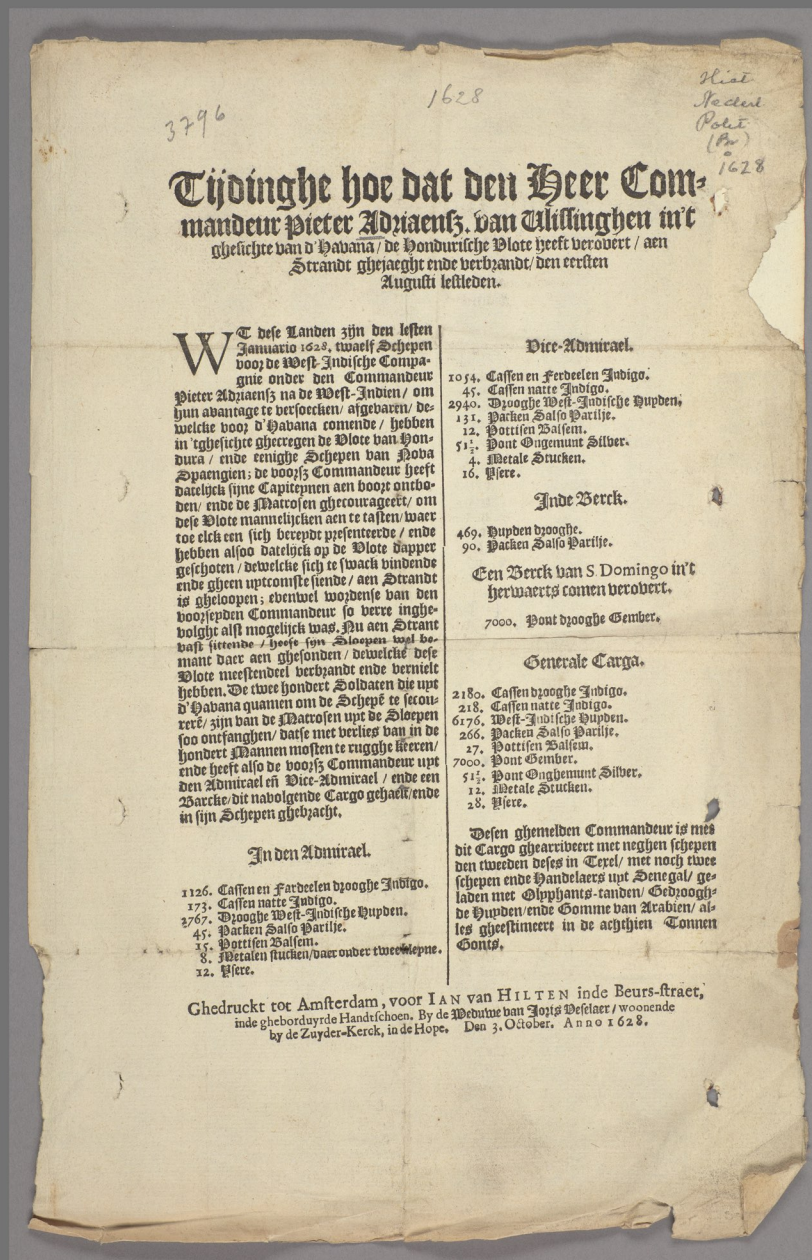 3796
1628
Hist
Nederl
Polit
(Br)
1628
Tijdinghe hoe dat den Heer Com-
mandeur Pieter Adriaensz. van Ulissinghen in't
ghesichte van d'Havana / de Hondurische Vlote heeft verovert / aen
Strandt ghejaeght ende verbrandt / den eersten
Augusti lestleden.
WT dese Landen zijn den lesten
Januario 1628. twaelf Schepen
voor de West-Indische Compa-
gnie onder den Commandeur
Pieter Adriaensz na de West-Indien / om
hun avantage te versoecken / afgevaren / de-
welcke voor d'Havana comende / hebben
in 'tghesichte ghecregen de Vlote van Hon-
dura / ende eenighe Schepen van Nova
Spaengien; de voorsz Commandeur heeft
datelijck sijne Capiteynen aen boort ontbo-
den / ende de Matrosen ghecourageert / om
dese Vlote mannelijcken aen te tasten / waer
toe elck een sich bereydt presenteerde / ende
hebben alsoo datelijck op de Vlote dapper
geschoten / dewelcke sich te swack vindende
ende gheen uytcomste siende / aen Strandt
is gheloopen; evenwel wordense van den
voorseyden Commandeur so verre inghe-
volght alst mogelijck was. Nu aen Strant
vast sittende / heeft sijn Sloepen wel be-
mant daer aen ghesonden / dewelcke dese
Vlote meestendeel verbrandt ende vernielt
hebben. De twee hondert Soldaten die uyt
d'Havana quamen om de Schepē te secou-
rerē / zijn van de Matrosen uyt de Sloepen
soo ontfanghen / datse met verlies van in de
hondert Mannen mosten te rugghe keeren /
ende heeft also de voorsz Commandeur uyt
den Admirael eñ Vice-Admirael / ende een
Barcke / dit navolgende Cargo gehaelt / ende
in sijn Schepen ghebracht.
In den Admirael.
1126. Cassen en Fardeelen drooghe Indigo.
173. Cassen natte Indigo.
2767. Drooghe West-Indische Huyden.
45. Packen Salso Parilje.
15. Pottisen Balsem.
8. Metalen stucken / daer onder twee kleyne.
12. Ysere.
Vice-Admirael.
1054. Cassen en Ferdeelen Indigo.
45. Cassen natte Indigo.
2940. Drooghe West-Indische Huyden.
131. Packen Salso Parilje.
12. Pottisen Balsem.
51½. Pont Ongemunt Silver.
4. Metale Stucken.
16. Ysere.
Inde Berck.
469. Huyden drooghe.
90. Packen Salso Parilje.
Een Berck van S. Domingo in't
herwaerts comen verovert.
7000. Pont drooghe Gember.
Generale Carga.
2180. Cassen drooghe Indigo.
218. Cassen natte Indigo.
6176. West-Indische Huyden.
266. Packen Salso Parilje.
27. Pottisen Balsem.
7000. Pont Gember.
51½. Pont Onghemunt Silver.
12. Metale Stucken.
28. Ysere.
Desen ghemelden Commandeur is met
dit Cargo ghearriveert met neghen schepen
den tweeden deses in Texel / met noch twee
schepen ende Handelaers uyt Senegal / ge-
laden met Olyphants-tanden / Gedroogh-
de Huyden / ende Gomme van Arabien / al-
les gheestimeert in de achthien Tonnen
Gouts.
Ghedruckt tot Amsterdam, voor IAN van HILTEN inde Beurs-straet,
inde gheborduyrde Handtschoen. By de Weduwe van Joris Veselaer / woonende
by de Zuyder-Kerck, in de Hope. Den 3. October. Anno 1628.